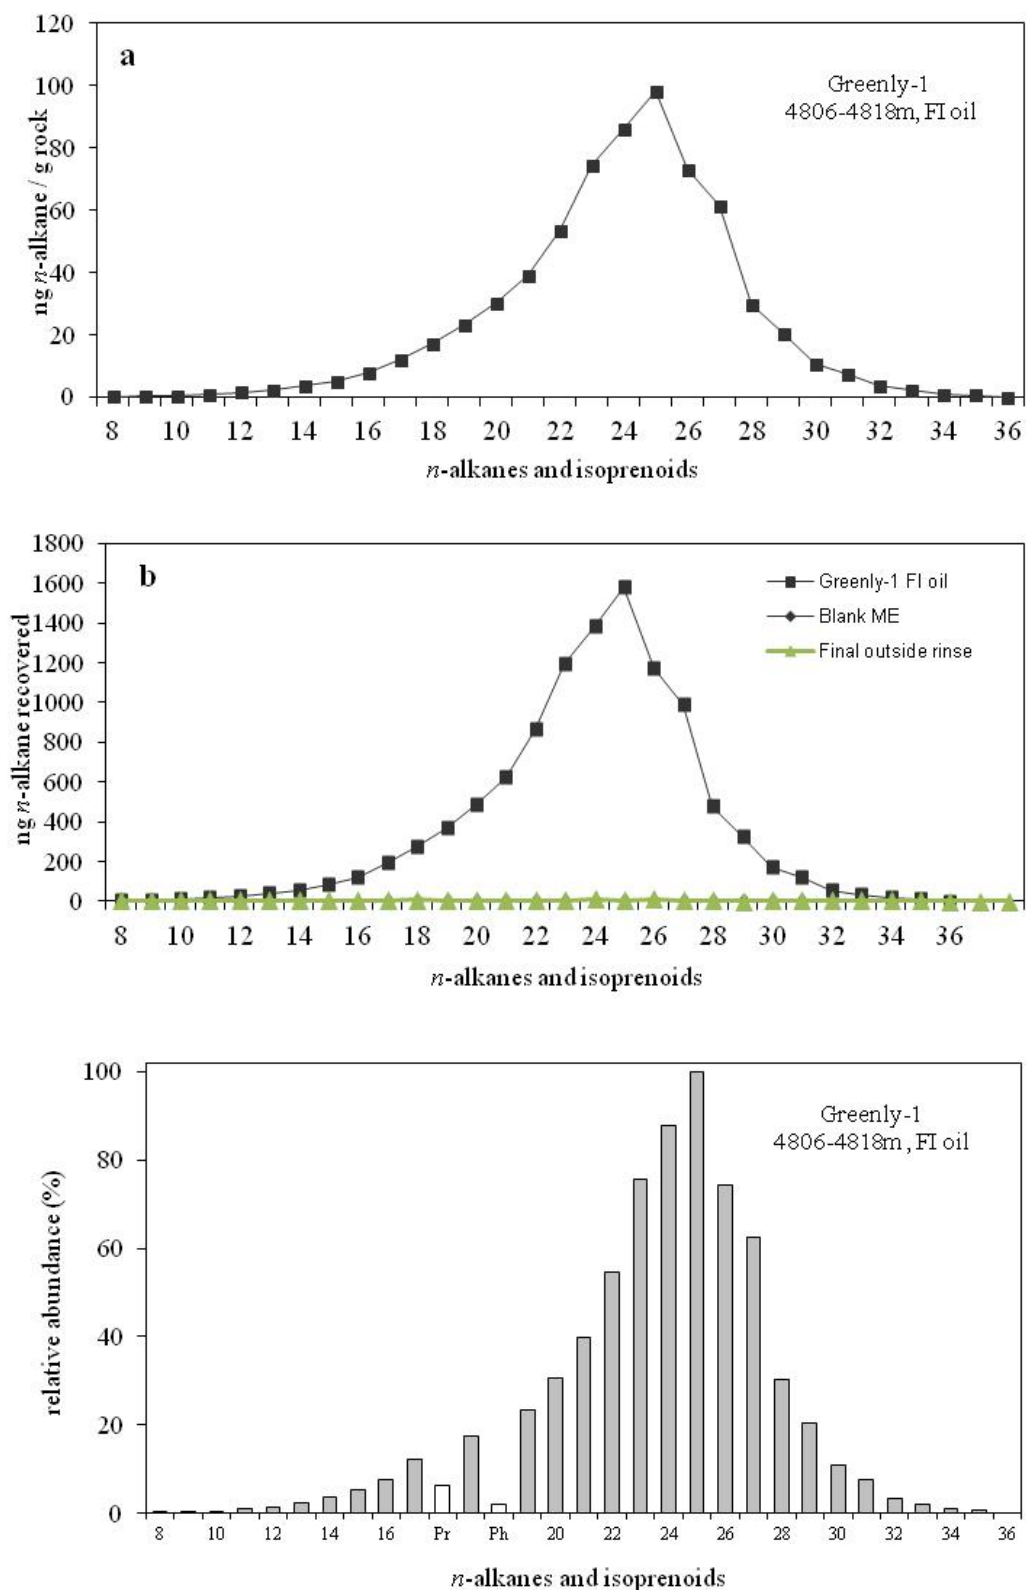 120
100
80
60
40
20
0
ng n-alkane / g rock
a
Greenly-1
4806-4818m, FI oil
8 10 12 14 16 18 20 22 24 26 28 30 32 34 36
n-alkanes and isoprenoids
1800
1600
1400
1200
1000
800
600
400
200
0
ng n-alkane recovered
b
Greenly-1 FI oil
Blank ME
Final outside rinse
8 10 12 14 16 18 20 22 24 26 28 30 32 34 36
n-alkanes and isoprenoids
100
80
60
40
20
0
relative abundance (%)
Greenly-1
4806-4818m , FI oil
8 10 12 14 16 Pr Ph 20 22 24 26 28 30 32 34 36
n-alkanes and isoprenoids